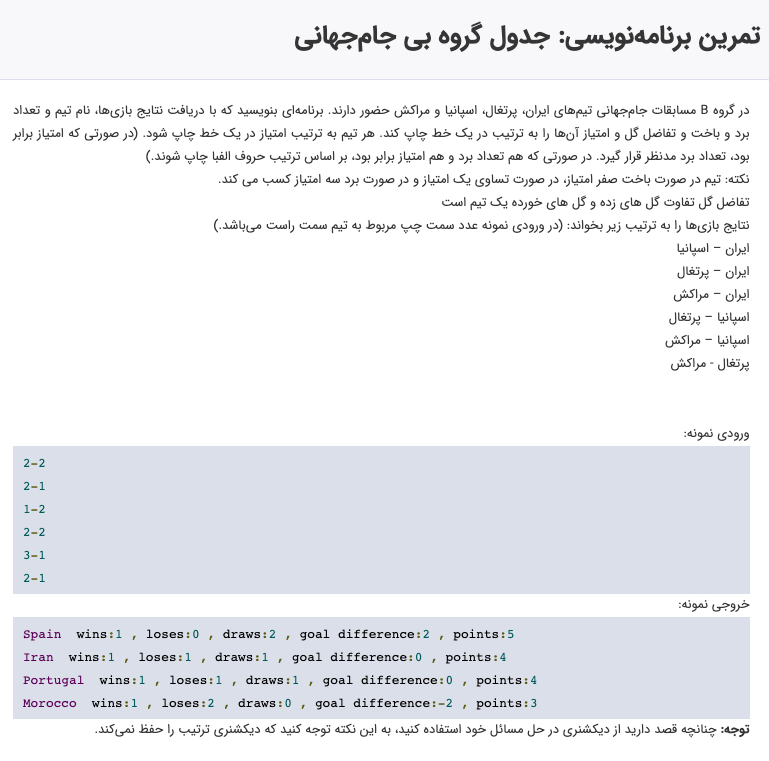 تمرین برنامه‌نویسی: جدول گروه بی جام‌جهانی
در گروه B مسابقات جام‌جهانی تیم‌های ایران، پرتغال، اسپانیا و مراکش حضور دارند. برنامه‌ای بنویسید که با دریافت نتایج بازی‌ها، نام تیم و تعداد
برد و باخت و تفاضل گل و امتیاز آن‌ها را به ترتیب در یک خط چاپ کند. هر تیم به ترتیب امتیاز در یک خط چاپ شود. (در صورتی که امتیاز برابر
بود، تعداد برد مدنظر قرار گیرد. در صورتی که هم تعداد برد و هم امتیاز برابر بود، بر اساس ترتیب حروف الفبا چاپ شوند.)
نکته: تیم در صورت باخت صفر امتیاز، در صورت تساوی یک امتیاز و در صورت برد سه امتیاز کسب می کند.
تفاضل گل تفاوت گل های زده و گل های خورده یک تیم است
نتایج بازی‌ها را به ترتیب زیر بخواند: (در ورودی نمونه عدد سمت چپ مربوط به تیم سمت راست می‌باشد.)
ایران – اسپانیا
ایران – پرتغال
ایران – مراکش
اسپانیا – پرتغال
اسپانیا – مراکش
پرتغال - مراکش
ورودی نمونه:
2-2
2-1
1-2
2-2
3-1
2-1
خروجی نمونه:
Spain  wins:1 , loses:0 , draws:2 , goal difference:2 , points:5
Iran  wins:1 , loses:1 , draws:1 , goal difference:0 , points:4
Portugal  wins:1 , loses:1 , draws:1 , goal difference:0 , points:4
Morocco  wins:1 , loses:2 , draws:0 , goal difference:-2 , points:3
توجه: چنانچه قصد دارید از دیکشنری در حل مسائل خود استفاده کنید، به این نکته توجه کنید که دیکشنری ترتیب را حفظ نمی‌کند.